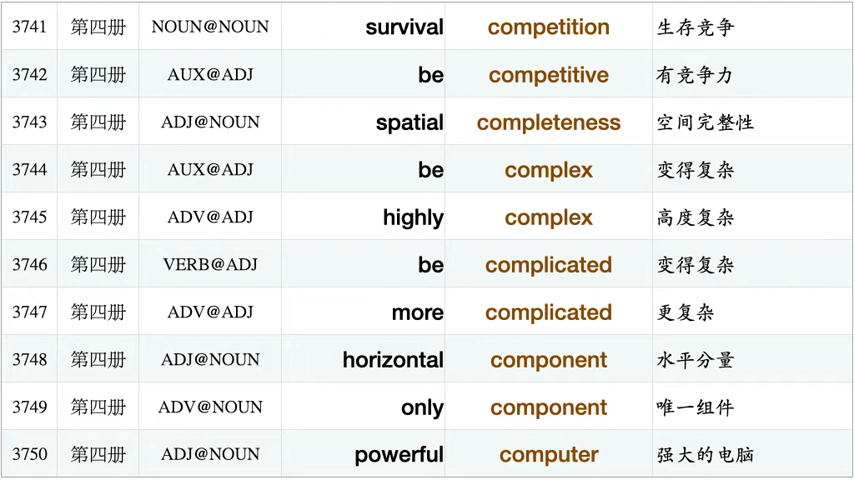 3741 第四册 NOUN@NOUN survival competition 生存竞争
3742 第四册 AUX@ADJ be competitive 有竞争力
3743 第四册 ADJ@NOUN spatial completeness 空间完整性
3744 第四册 AUX@ADJ be complex 变得复杂
3745 第四册 ADV@ADJ highly complex 高度复杂
3746 第四册 VERB@ADJ be complicated 变得复杂
3747 第四册 ADV@ADJ more complicated 更复杂
3748 第四册 ADJ@NOUN horizontal component 水平分量
3749 第四册 ADV@NOUN only component 唯一组件
3750 第四册 ADJ@NOUN powerful computer 强大的电脑